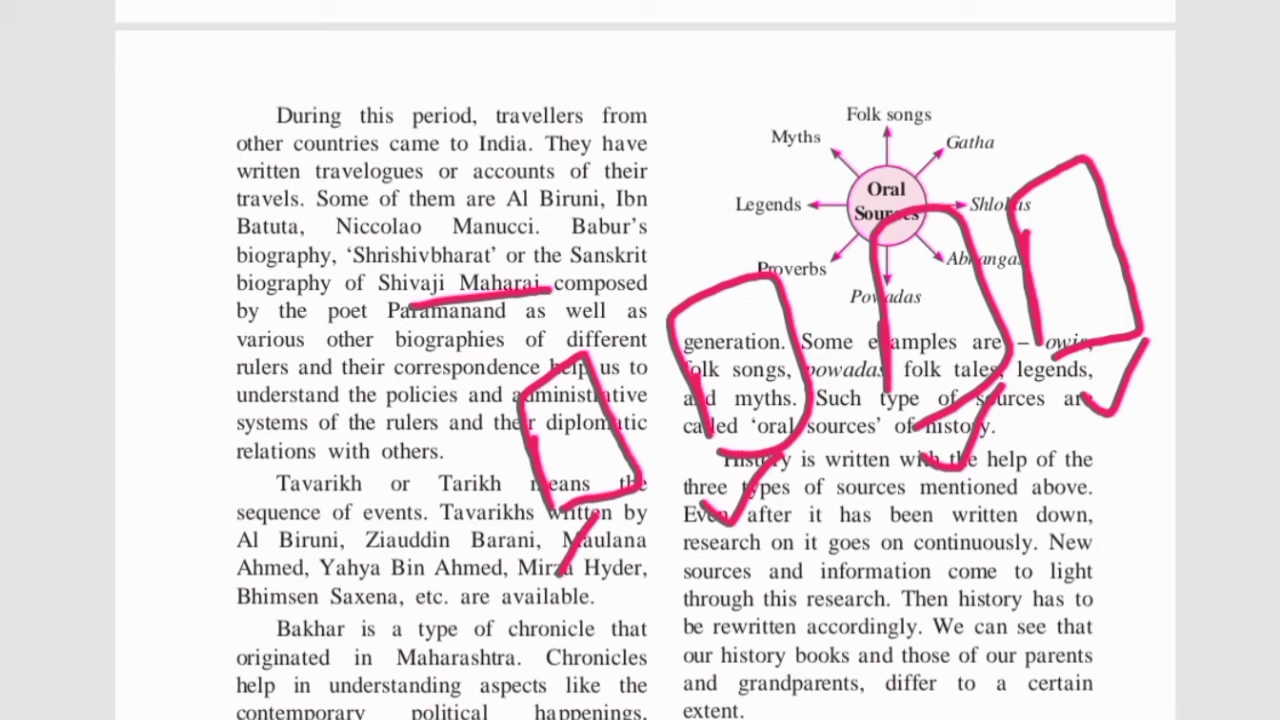 During this period, travellers from
other countries came to India. They have
written travelogues or accounts of their
travels. Some of them are Al Biruni, Ibn
Batuta, Niccolao Manucci. Babur's
biography, 'Shrishivbharat' or the Sanskrit
biography of Shivaji Maharaj composed
by the poet Paramanand as well as
various other biographies of different
rulers and their correspondence help us to
understand the policies and administrative
systems of the rulers and their diplomatic
relations with others.
Tavarikh or Tarikh means the
sequence of events. Tavarikhs written by
Al Biruni, Ziauddin Barani, Maulana
Ahmed, Yahya Bin Ahmed, Mirza Hyder,
Bhimsen Saxena, etc. are available.
Bakhar is a type of chronicle that
originated in Maharashtra. Chronicles
help in understanding aspects like the
contemporary political happenings,
Folk songs
Myths
Gatha
Oral
Sources
Legends
Shlokas
Proverbs
Abhangas
Powadas
generation. Some examples are – owis,
folk songs, powadas, folk tales, legends,
and myths. Such type of sources are
called 'oral sources' of history.
History is written with the help of the
three types of sources mentioned above.
Even after it has been written down,
research on it goes on continuously. New
sources and information come to light
through this research. Then history has to
be rewritten accordingly. We can see that
our history books and those of our parents
and grandparents, differ to a certain
extent.